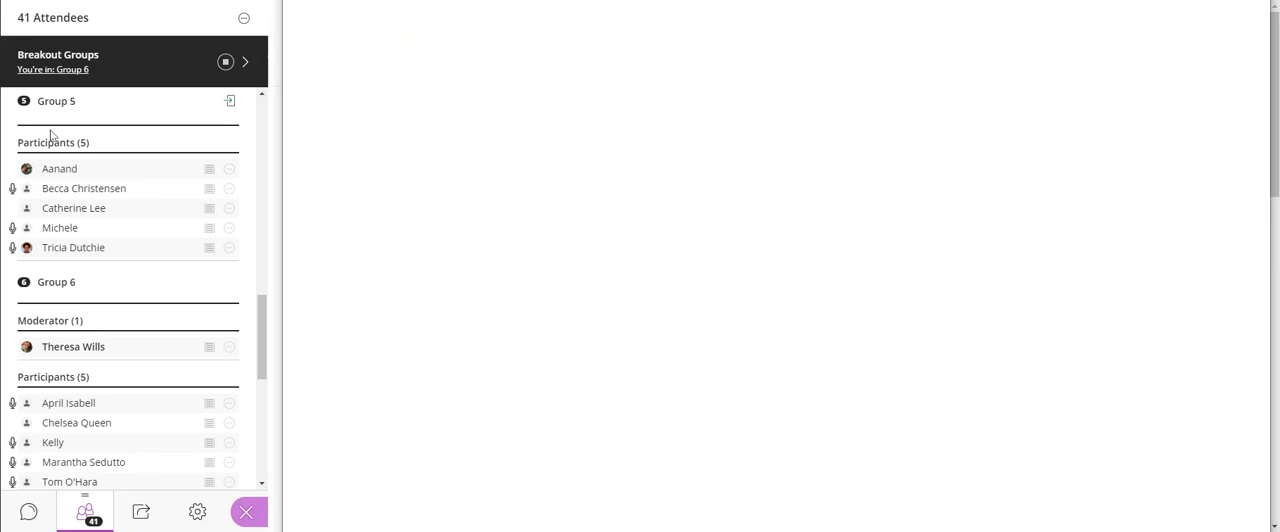 41 Attendees
Breakout Groups
You're in: Group 6
5 Group 5
Participants (5)
Aanand
Becca Christensen
Catherine Lee
Michele
Tricia Dutchie
6 Group 6
Moderator (1)
Theresa Wills
Participants (5)
April Isabell
Chelsea Queen
Kelly
Marantha Sedutto
Tom O'Hara
41